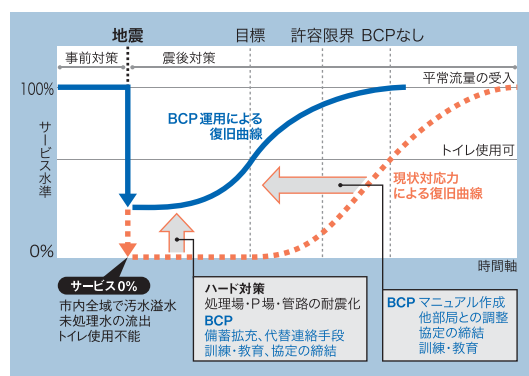 地震
目標
許容限界
BCPなし
事前対策
震後対策
平常流量の受入
100%
BCP運用による
復旧曲線
サービス水準
トイレ使用可
現状対応力
による復旧曲線
0%
時間軸
サービス0%
市内全域で汚水溢水
未処理水の流出
トイレ使用不能
ハード対策
処理場・P場・管路の耐震化
BCP
備蓄拡充、代替連絡手段
訓練・教育、協定の締結
BCP マニュアル作成
他部局との調整
協定の締結
訓練・教育